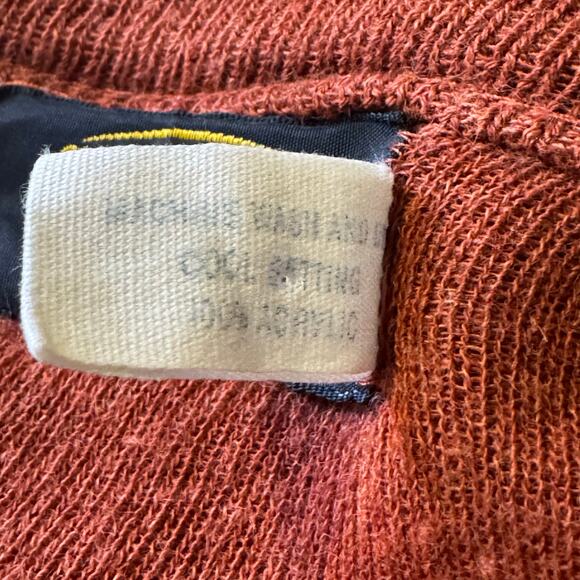 MACHINE WASH AND D
COOL SETTING
100% ACRYLIC